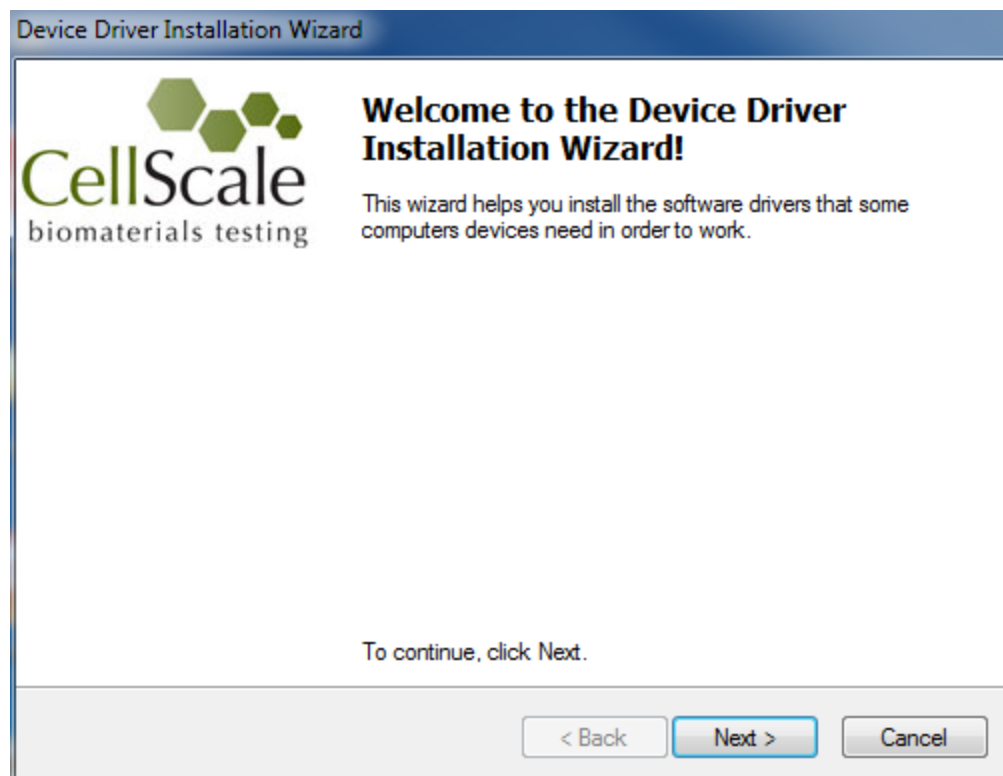 Device Driver Installation Wizard
CellScale
biomaterials testing
Welcome to the Device Driver
Installation Wizard!
This wizard helps you install the software drivers that some
computers devices need in order to work.
To continue, click Next.
< Back
Next >
Cancel